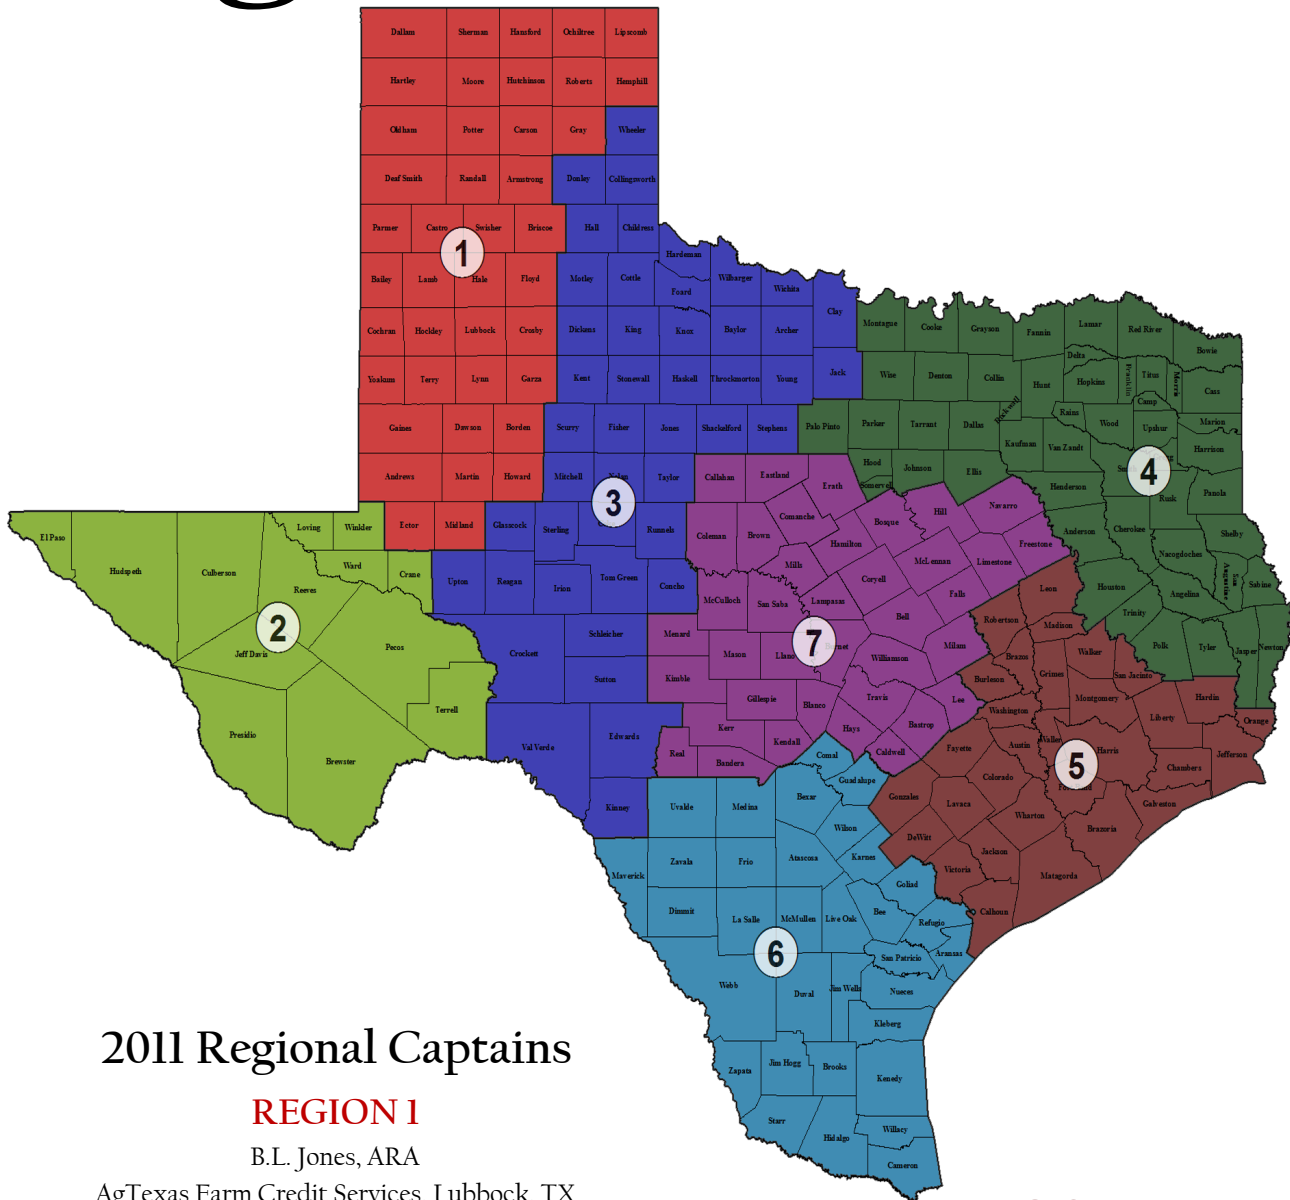 Dallam Sherman Hansford Ochiltree Lipscomb
Hartley Moore Hutchinson Roberts Hemphill
Oldham Potter Carson Gray Wheeler
Deaf Smith Randall Armstrong Donley Collingsworth
Parmer Castro Swisher Briscoe Hall Childress
1
Hardeman
Bailey Lamb Hale Floyd Motley Cottle Foard Wilbarger Wichita
Clay
Cochran Hockley Lubbock Crosby Dickens King Knox Baylor Archer
Montague Cooke Grayson Fannin Lamar Red River Bowie
Yoakum Terry Lynn Garza Kent Stonewall Haskell Throckmorton Young Jack
Wise Denton Collin Hunt Delta Hopkins Franklin Titus Morris Cass
Camp
Gaines Dawson Borden Scurry Fisher Jones Shackelford Stephens Palo Pinto Parker Tarrant Dallas Rockwall Rains Wood Upshur Marion
Kaufman Van Zandt Harrison
Andrews Martin Howard Mitchell Nolan Taylor Callahan Eastland Erath Hood Somervell Johnson Ellis Henderson
4
Rusk Panola
3
Ector Midland Glasscock Sterling Runnels Coleman Brown Comanche Bosque Hill Navarro Anderson Cherokee
El Paso Loving Winkler
Hamilton McLennan Limestone Freestone Nacogdoches Shelby
Hudspeth Culberson Reeves Ward Crane Upton Reagan Irion Tom Green Concho
McCulloch San Saba Mills Lampasas Coryell Bell Falls Leon Houston Angelina San Augustine Sabine
2
Jeff Davis Pecos Crockett Schleicher Menard Mason Llano
7
Williamson Milam Robertson Madison Trinity Polk Tyler Jasper Newton
Terrell Sutton Kimble Gillespie Blanco Travis Lee Burleson Brazos Grimes Walker San Jacinto
Presidio Brewster Val Verde Edwards Real Kerr Bandera Kendall Hays Bastrop Caldwell Washington Montgomery Liberty Hardin Orange
Fayette Austin Waller Harris Jefferson
5
Chambers
Kinney Uvalde Medina Bexar Comal Guadalupe Gonzales Lavaca Colorado Wharton Brazoria Galveston
Maverick Zavala Frio Atascosa Wilson Karnes DeWitt Victoria Jackson Matagorda
Dimmit La Salle McMullen Live Oak Bee Goliad Refugio Calhoun
6
San Patricio Aransas
Webb Duval Jim Wells Nueces
Kleberg
Zapata Jim Hogg Brooks Kenedy
Starr Hidalgo Willacy
Cameron
2011 Regional Captains
REGION 1
B.L. Jones, ARA
AgTexas Farm Credit Services, Lubbock, TX